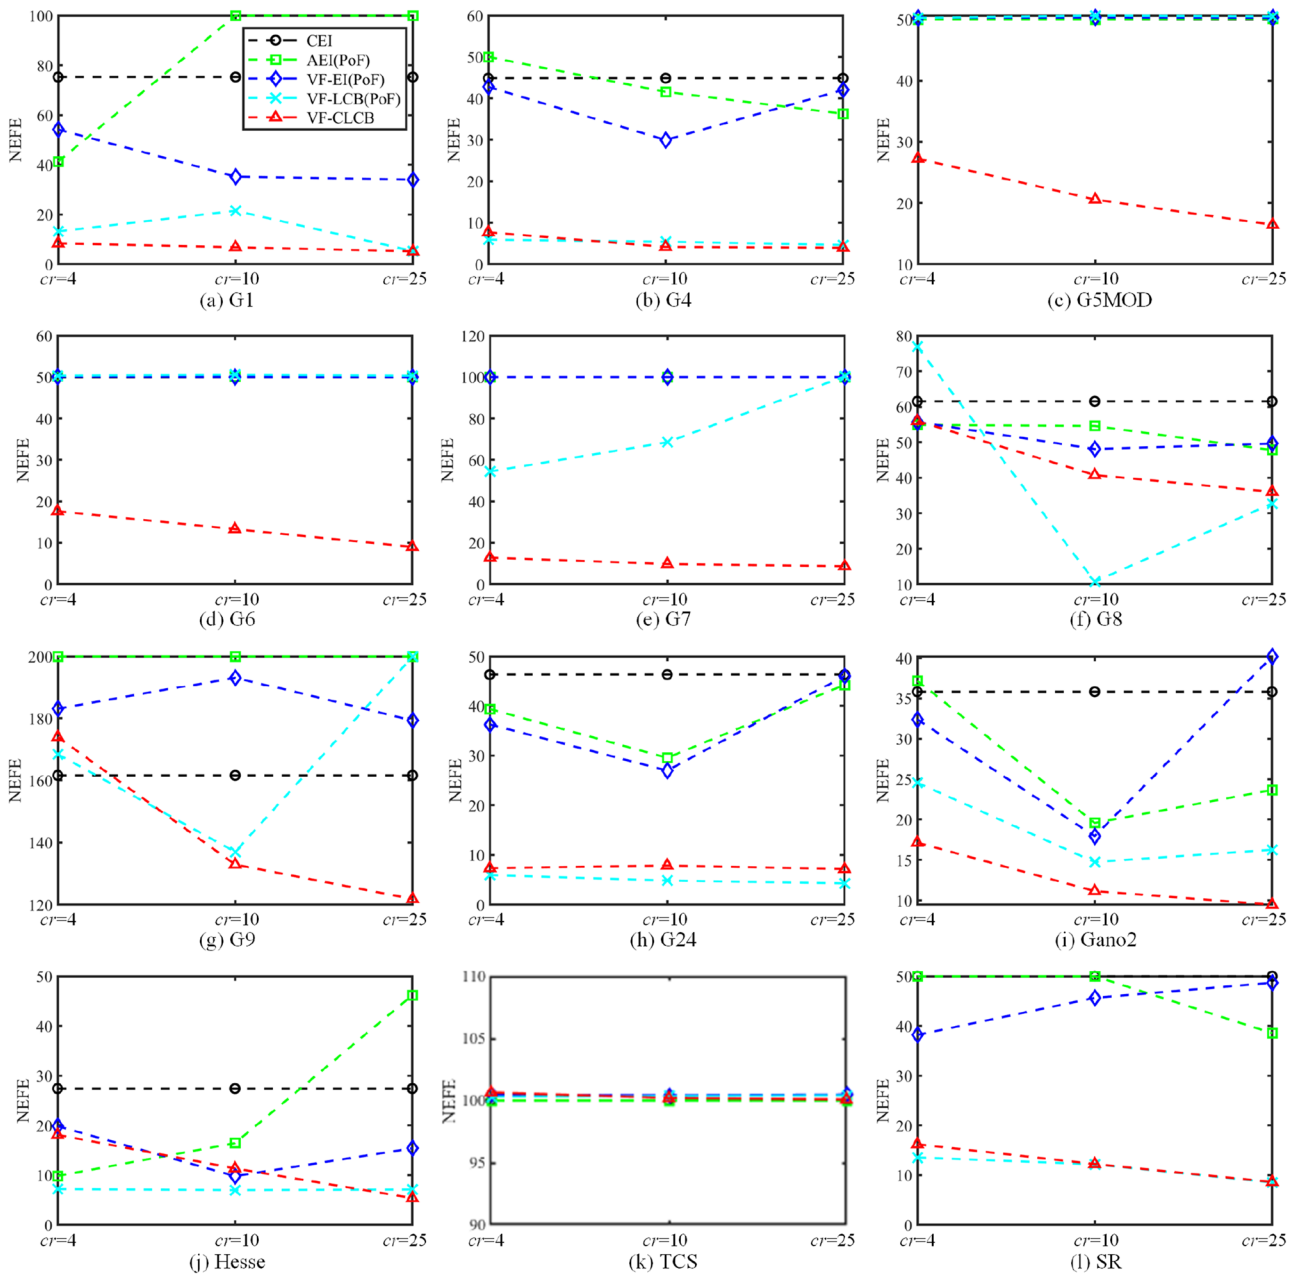 100
80
60
40
20
0
NEFE
CEI
AEI(PoF)
VF-EI(PoF)
VF-LCB(PoF)
VF-CLCB
cr=4
cr=10
cr=25
(a) G1
60
50
40
30
20
10
0
NEFE
cr=4
cr=10
cr=25
(b) G4
50
30
20
10
NEFE
cr=4
cr=10
cr=25
(c) G5MOD
60
50
40
30
20
10
0
NEFE
cr=4
cr=10
cr=25
(d) G6
120
100
80
60
40
20
0
NEFE
cr=4
cr=10
cr=25
(e) G7
80
70
60
50
40
30
20
10
NEFE
cr=4
cr=10
cr=25
(f) G8
200
180
160
140
120
NEFE
cr=4
cr=10
cr=25
(g) G9
50
40
30
20
10
0
NEFE
cr=4
cr=10
cr=25
(h) G24
40
35
30
25
20
15
10
NEFE
cr=4
cr=10
cr=25
(i) Gano2
50
40
30
20
10
0
NEFE
cr=4
cr=10
cr=25
(j) Hesse
110
105
100
95
90
NEFE
cr=4
cr=10
cr=25
(k) TCS
50
40
30
20
10
0
NEFE
cr=4
cr=10
cr=25
(l) SR